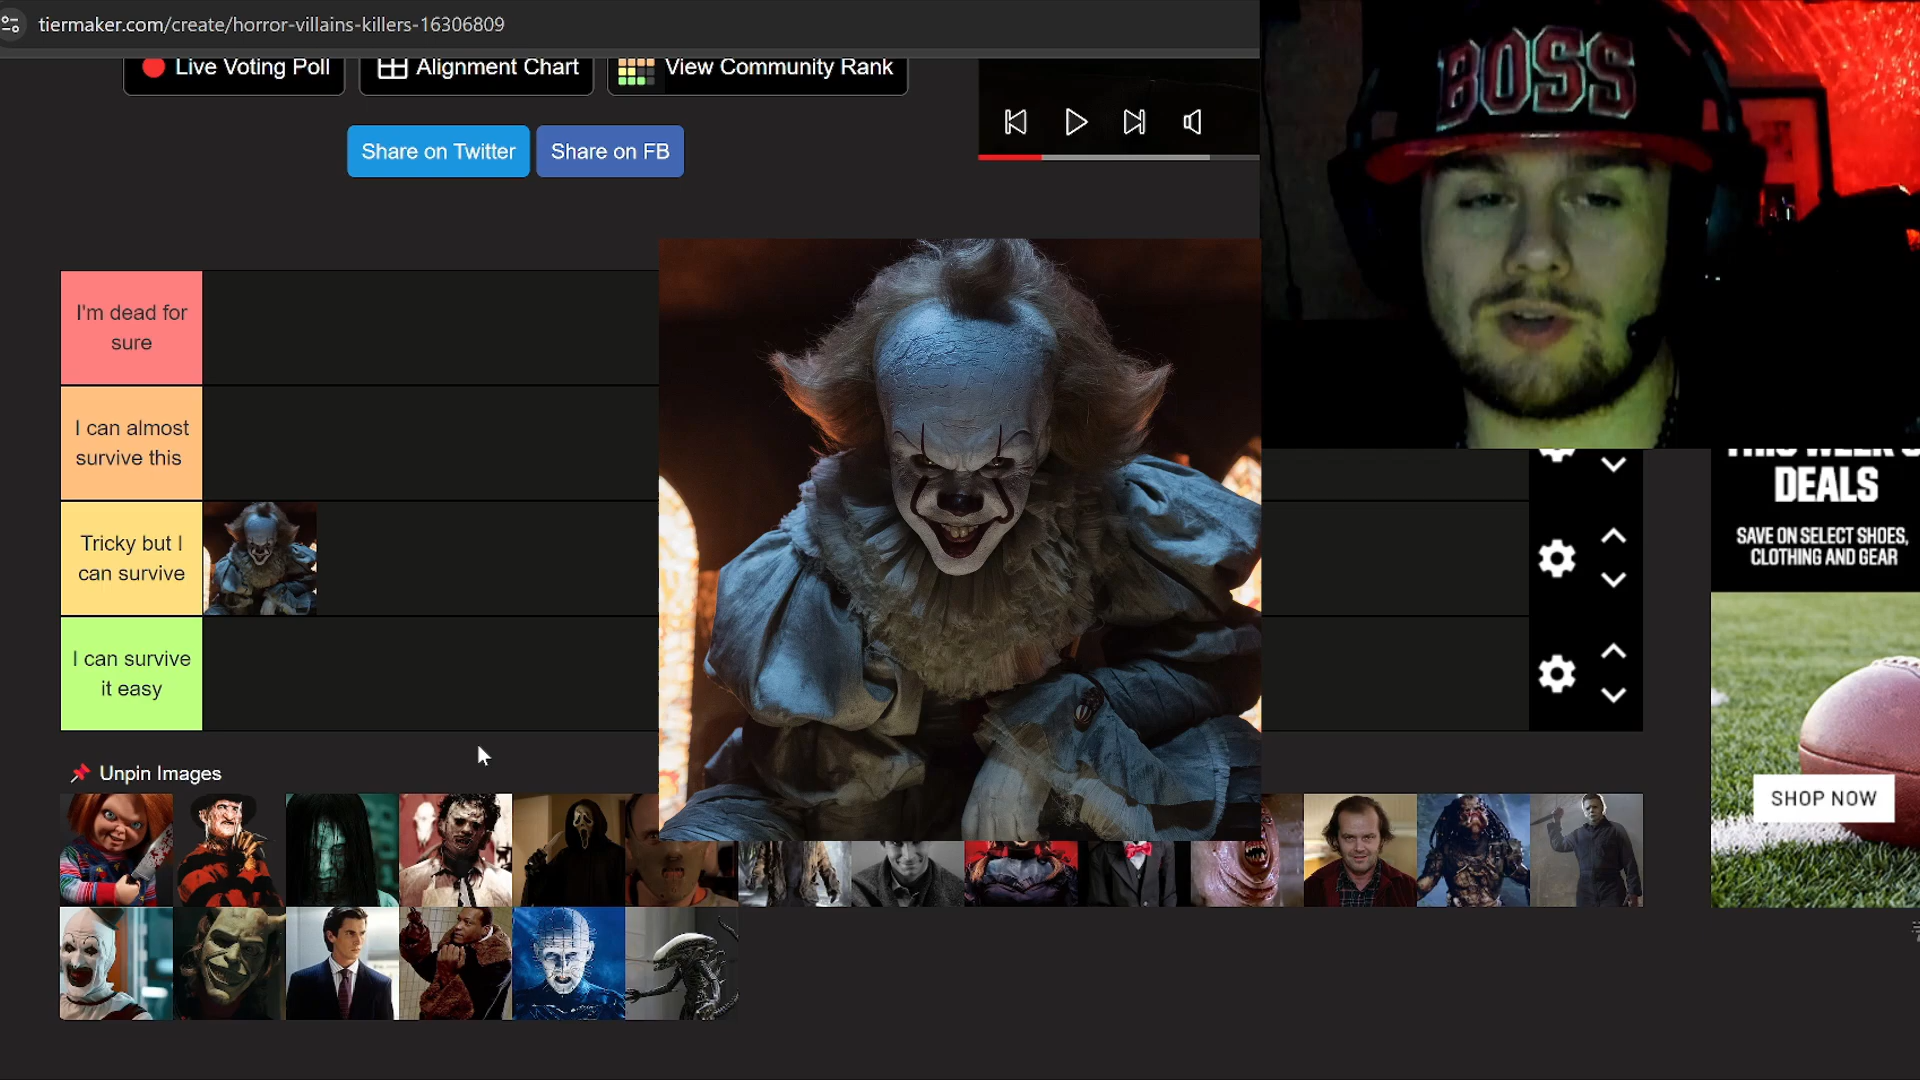 tiermaker.com/create/horror-villains-killers-16306809
Live Voting Poll
Alignment Chart
View Community Rank
Share on Twitter
Share on FB
BOSS
I'm dead for
sure
I can almost
survive this
Tricky but I
can survive
I can survive
it easy
Unpin Images
THIS WEEK'S
DEALS
SAVE ON SELECT SHOES,
CLOTHING AND GEAR
SHOP NOW